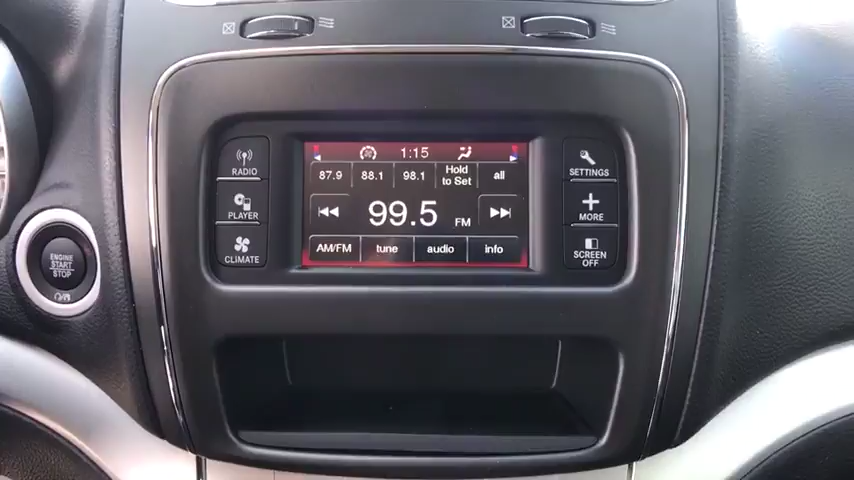 1:15
87.9 88.1 98.1 Hold to Set all
99.5 FM
AM/FM tune audio info
RADIO
PLAYER
CLIMATE
SETTINGS
MORE
SCREEN
OFF
ENGINE
START
STOP